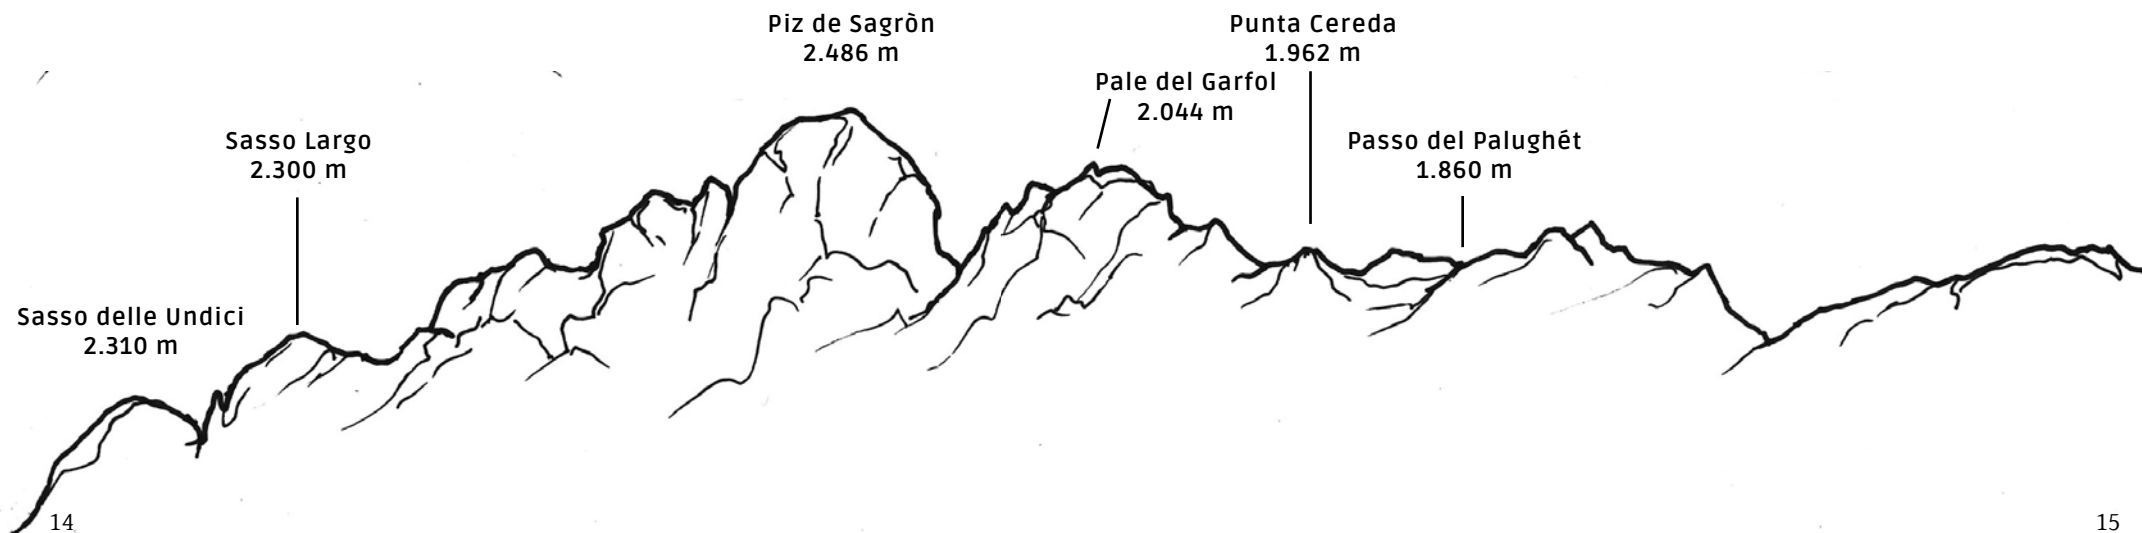 Piz de Sagròn
2.486 m
Punta Cereda
1.962 m
Pale del Garfol
2.044 m
Sasso Largo
2.300 m
Passo del Palughét
1.860 m
Sasso delle Undici
2.310 m
14
15